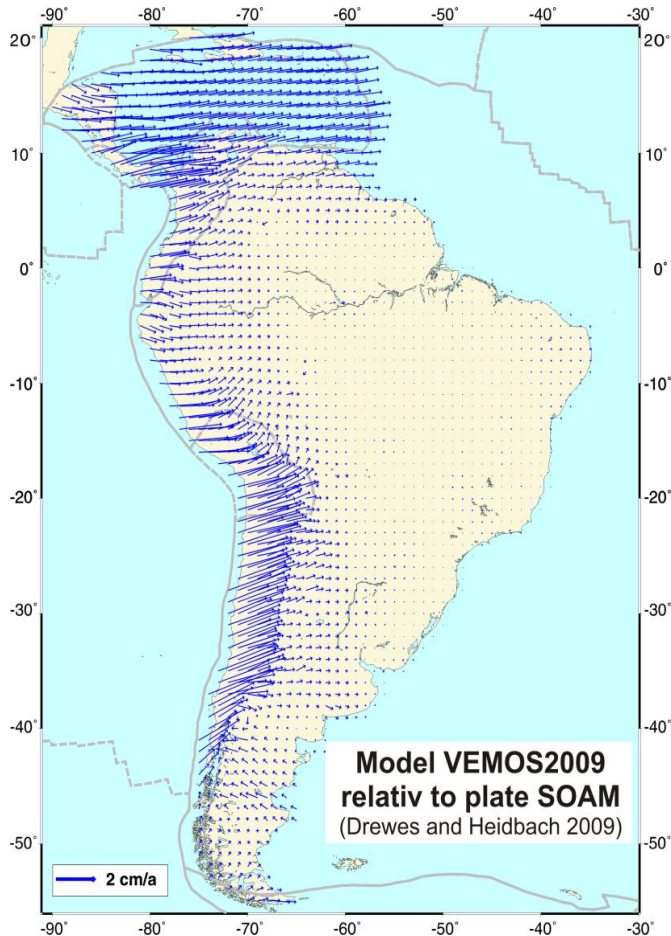 -90˚ -80˚ -70˚ -60˚ -50˚ -40˚ -30˚
20˚ 20˚
10˚ 10˚
0˚ 0˚
-10˚ -10˚
-20˚ -20˚
-30˚ -30˚
-40˚ -40˚
Model VEMOS2009
relativ to plate SOAM
(Drewes and Heidbach 2009)
-50˚ -50˚
2 cm/a
-90˚ -80˚ -70˚ -60˚ -50˚ -40˚ -30˚